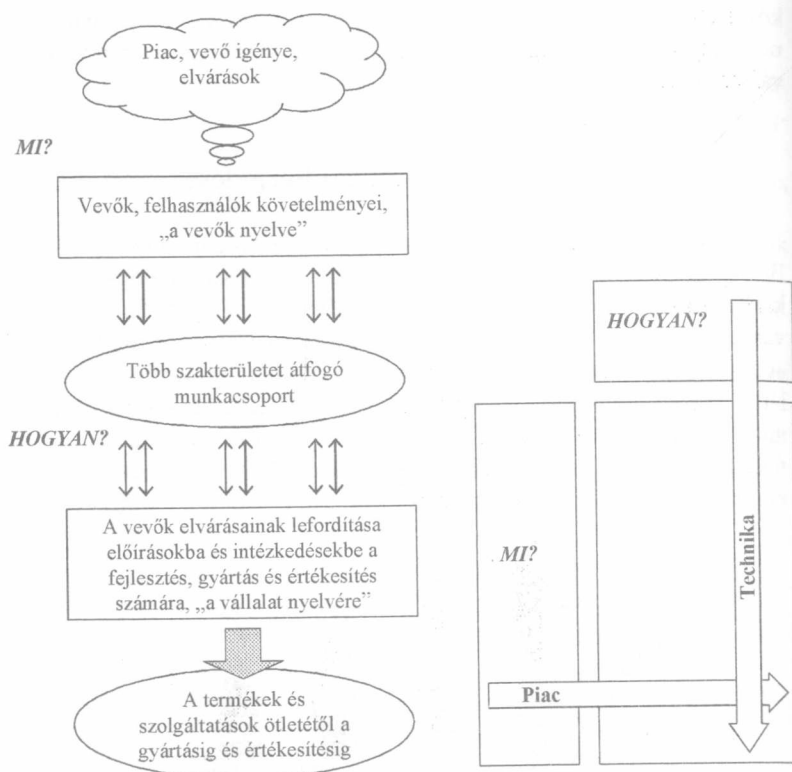 Piac, vevő igénye,
elvárások
MI?
Vevők, felhasználók követelményei,
„a vevők nyelve”
Több szakterületet átfogó
munkacsoport
HOGYAN?
A vevők elvárásainak lefordítása
előírásokba és intézkedésekbe a
fejlesztés, gyártás és értékesítés
számára, „a vállalat nyelvére”
A termékek és
szolgáltatások ötletétől a
gyártásig és értékesítésig
HOGYAN?
MI?
Technika
Piac